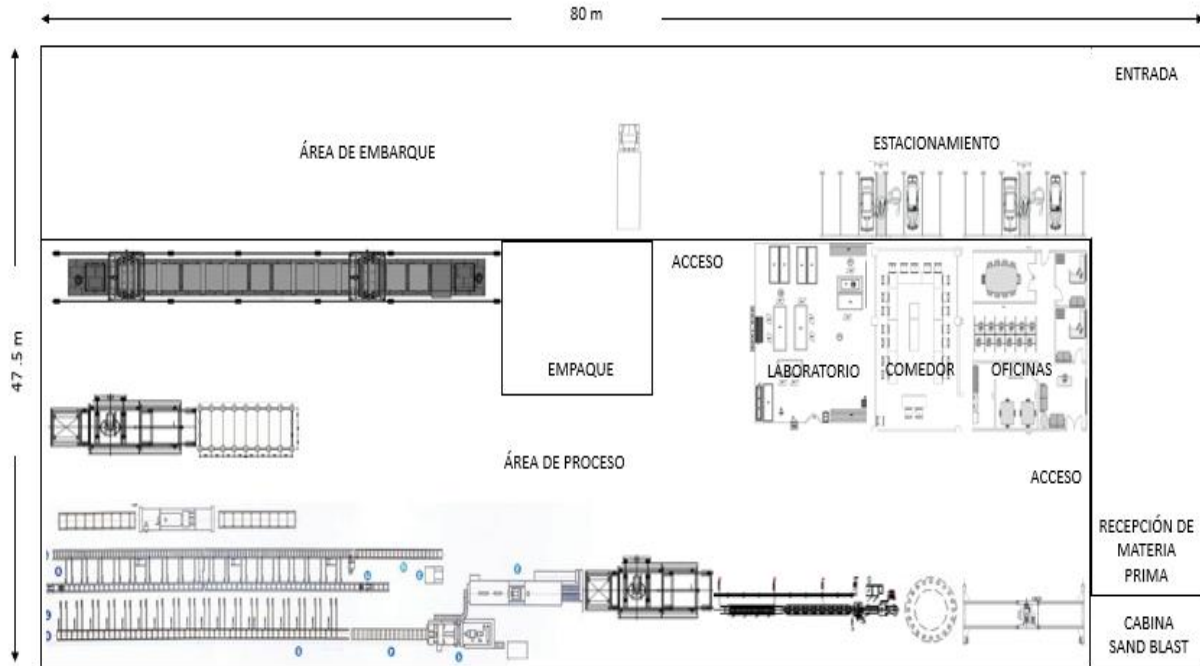 80 m
ENTRADA
ESTACIONAMIENTO
ÁREA DE EMBARQUE
47 .5 m
ACCESO
EMPAQUE
LABORATORIO
COMEDOR
OFICINAS
ÁREA DE PROCESO
ACCESO
RECEPCIÓN DE
MATERIA
PRIMA
CABINA
SAND BLAST